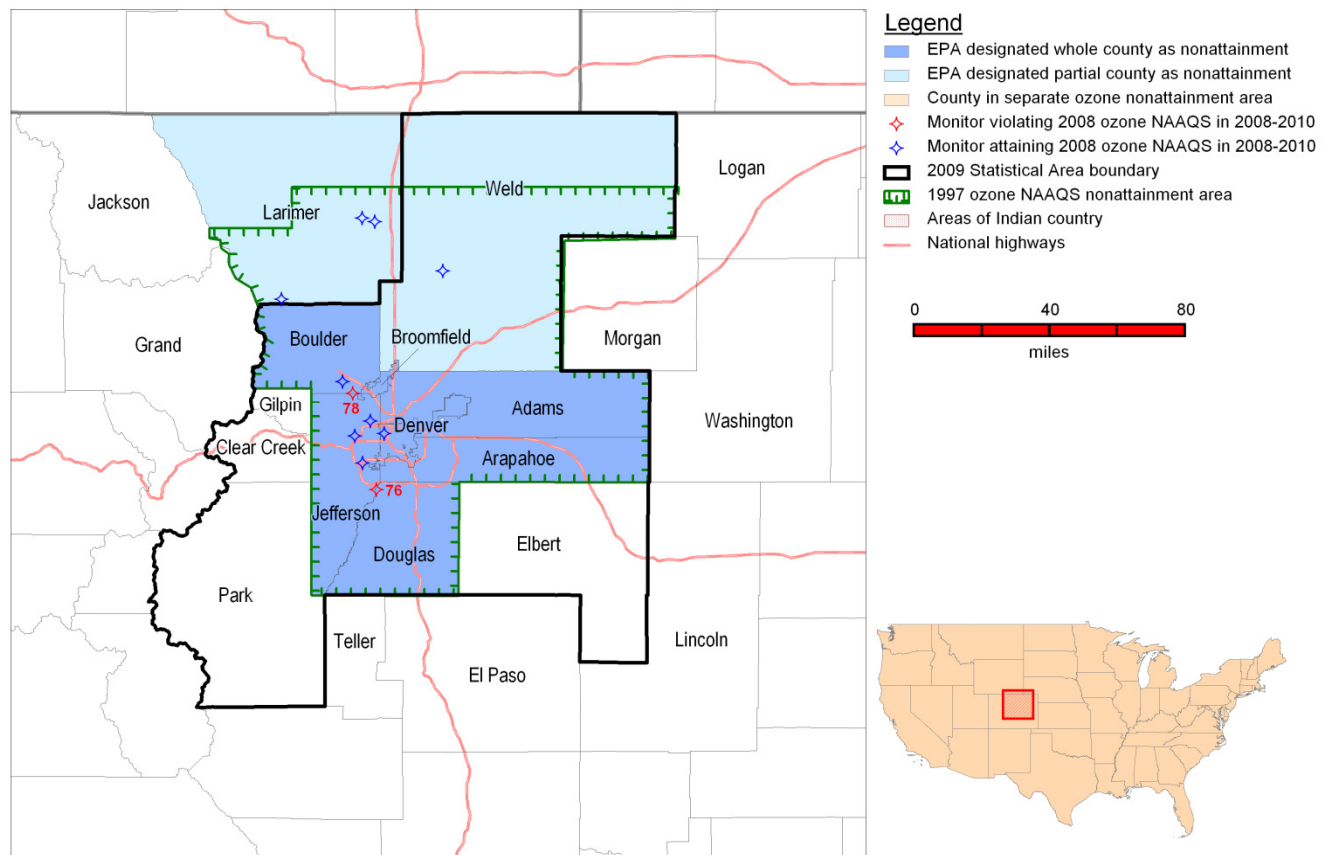 Legend
EPA designated whole county as nonattainment
EPA designated partial county as nonattainment
County in separate ozone nonattainment area
Monitor violating 2008 ozone NAAQS in 2008-2010
Monitor attaining 2008 ozone NAAQS in 2008-2010
2009 Statistical Area boundary
1997 ozone NAAQS nonattainment area
Areas of Indian country
National highways
0 40 80
miles
Logan
Weld
Jackson
Larimer
Boulder
Broomfield
Grand
Morgan
Gilpin
78
Adams
Denver
Washington
Clear Creek
Arapahoe
76
Jefferson
Elbert
Douglas
Park
Teller
Lincoln
El Paso